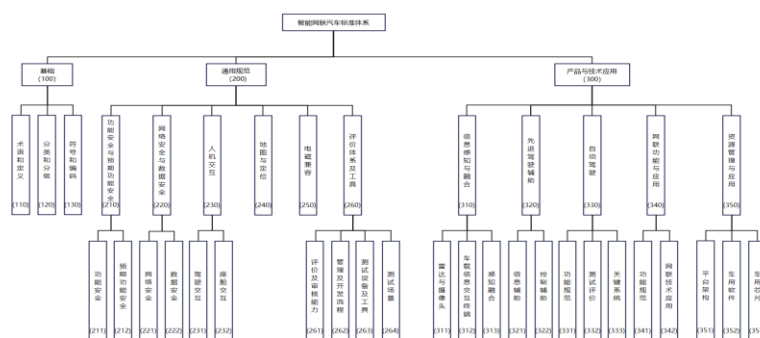 智能网联汽车标准体系
基础
(100)
通用规范
(200)
产品与技术应用
(300)
术语和定义
(110)
分类和分级
(120)
符号和编码
(130)
功能安全与预期功能安全
(210)
网络安全与数据安全
(220)
人机交互
(230)
地图与定位
(240)
电磁兼容
(250)
评价体系及工具
(260)
信息感知与融合
(310)
先进驾驶辅助
(320)
自动驾驶
(330)
网联功能与应用
(340)
资源管理与应用
(350)
功能安全
(211)
预期功能安全
(212)
网络安全
(221)
数据安全
(222)
驾驶交互
(231)
座舱交互
(232)
评价及审核能力
(261)
管理及开发流程
(262)
测试设备及工具
(263)
测试场景
(264)
雷达与摄像头
(311)
车载信息交互终端
(312)
感知融合
(313)
信息辅助
(321)
控制辅助
(322)
功能规范
(331)
测试评价
(332)
关键系统
(333)
功能规范
(341)
网联技术应用
(342)
平台架构
(351)
车用软件
(352)
车用芯片